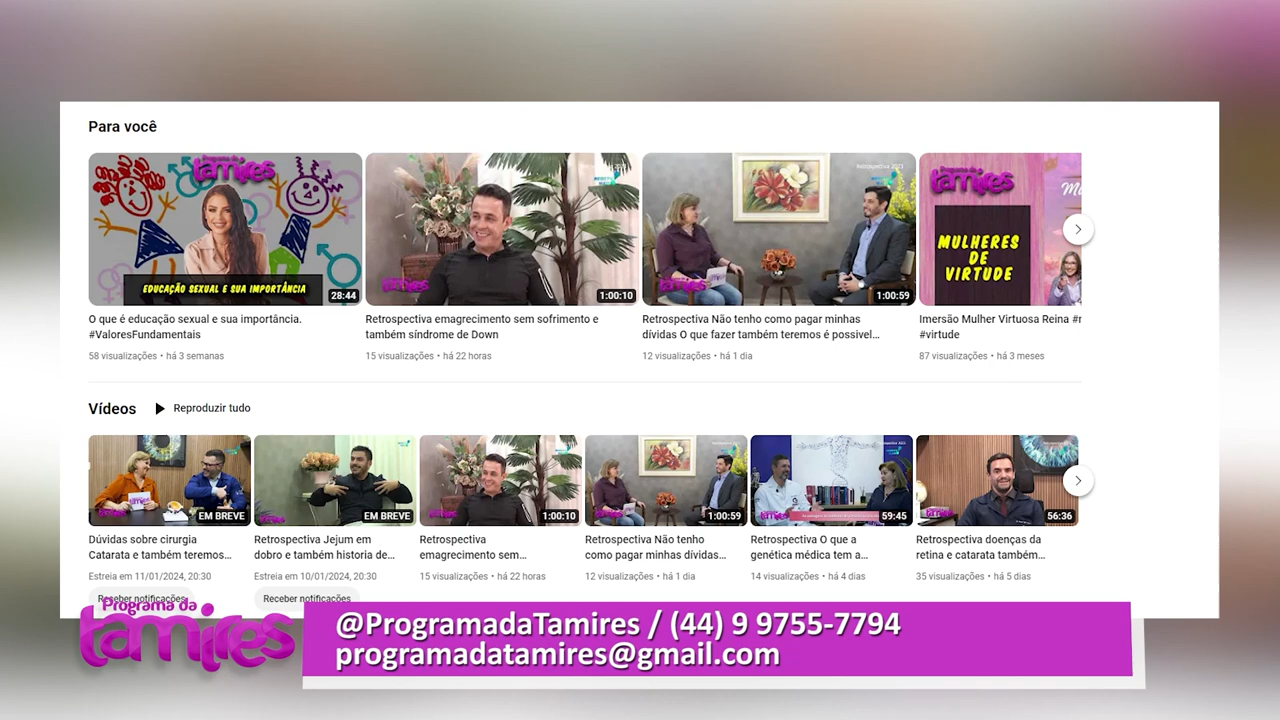 Para você
Programa da
tamires
EDUCAÇÃO SEXUAL E SUA IMPORTÂNCIA
28:44
1:00:10
Retrospectiva 2023
tamires
1:00:59
Programa da
tamires
MULHERES
DE
VIRTUDE
O que é educação sexual e sua importância.
#ValoresFundamentais
58 visualizações • há 3 semanas
Retrospectiva emagrecimento sem sofrimento e
também síndrome de Down
15 visualizações • há 22 horas
Retrospectiva Não tenho como pagar minhas
dívidas O que fazer também teremos é possivel...
12 visualizações • há 1 dia
Imersão Mulher Virtuosa Reina #r
#virtude
87 visualizações • há 3 meses
Vídeos
Reproduzir tudo
EM BREVE
EM BREVE
1:00:10
1:00:59
59:45
56:36
Dúvidas sobre cirurgia
Catarata e também teremos...
Estreia em 11/01/2024, 20:30
Receber notificações
Retrospectiva Jejum em
dobro e também historia de...
Estreia em 10/01/2024, 20:30
Receber notificações
Retrospectiva
emagrecimento sem...
15 visualizações • há 22 horas
Retrospectiva Não tenho
como pagar minhas dívidas...
12 visualizações • há 1 dia
Retrospectiva O que a
genética médica tem a...
14 visualizações • há 4 dias
Retrospectiva doenças da
retina e catarata também...
35 visualizações • há 5 dias
Programa da
tamires
@ProgramadaTamires / (44) 9 9755-7794
programadatamires@gmail.com